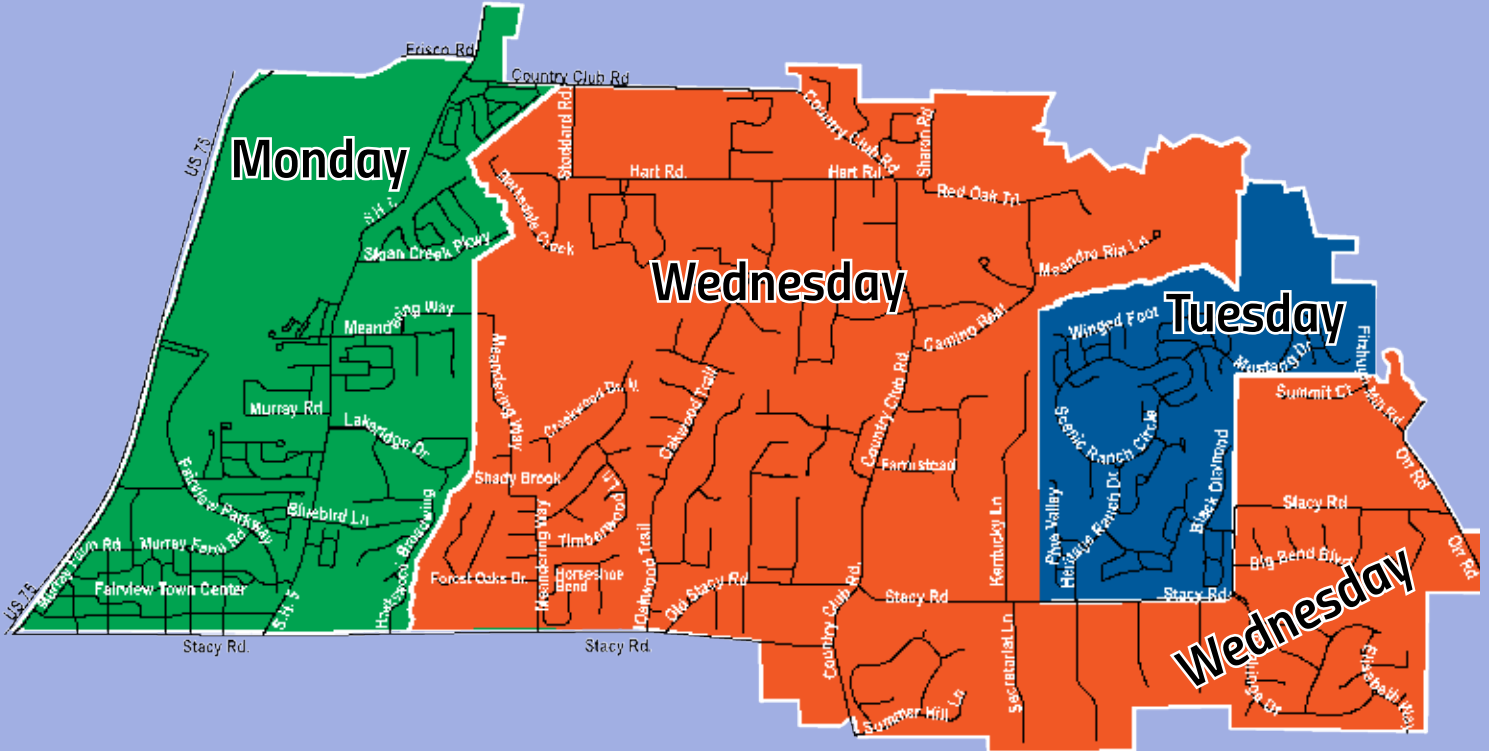 Frisco Rd
Country Club Rd
US 75
Monday
Stoddard Rd.
Country Club Rd
Sharon Rd
Hart Rd.
Hart Rd.
Barksdale Creek
Red Oak Trl
S.H. 5
Sloan Creek Pkwy
Meandro Ria Ln
Wednesday
Tuesday
Meandering Way
Winged Foot
Camino Real
Mustang Dr
Meandering Way
Creekwood Dr. N.
Oakwood Trail
Country Club Rd
Summit Ct
Mill Rd
Murray Rd
Lakeridge Dr
Scenic Ranch Circle
Black Diamond
Farmstead
Orr Rd
Shady Brook
Fairview Parkway
Bluebird Ln
Stacy Rd
Timberwood
Meandering Way
Oakwood Trail
Kentucky Ln
Heritage Ranch Dr
Murray Farm Rd
Murray Farm Rd
Big Bend Blvd
Orr Rd
Forest Oaks Dr.
Horseshoe
Bend
Old Stacy Rd
Fairview Town Center
S.H. 5
US 75
Stacy Rd
Stacy Rd
Country Club Rd.
Secretariat Ln
Wednesday
Stacy Rd.
Stacy Rd.
Summer Hill Ln
Elizabeth Way